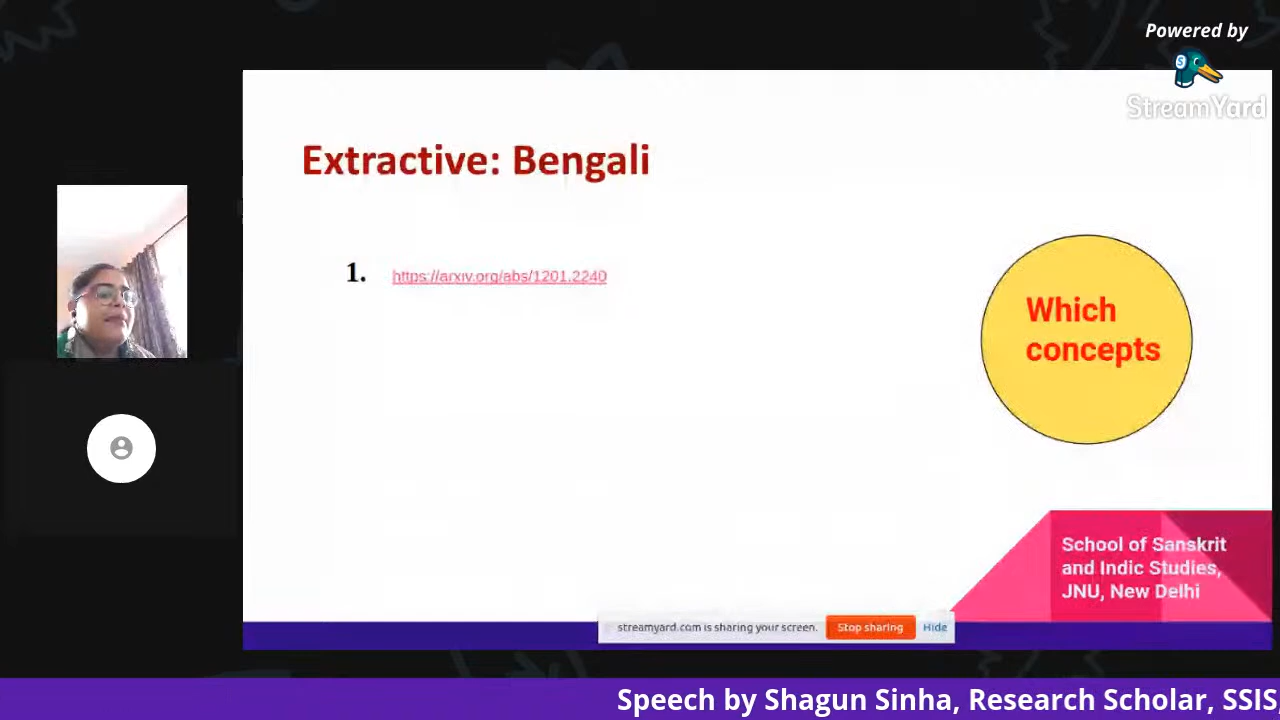 Powered by
StreamYard
Extractive: Bengali
1. https://arxiv.org/abs/1201.2240
Which
concepts
School of Sanskrit
and Indic Studies,
JNU, New Delhi
streamyard.com is sharing your screen. Stop sharing Hide
Speech by Shagun Sinha, Research Scholar, SSIS,